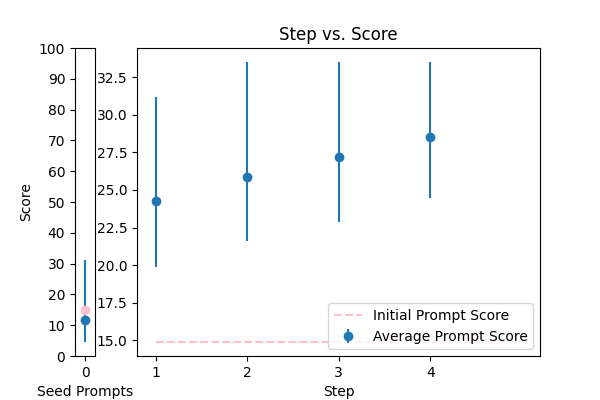 Step vs. Score
Score
100
90
80
70
60
50
40
30
20
10
0
0
Seed Prompts
32.5
30.0
27.5
25.0
22.5
20.0
17.5
15.0
Initial Prompt Score
Average Prompt Score
1 2 3 4
Step